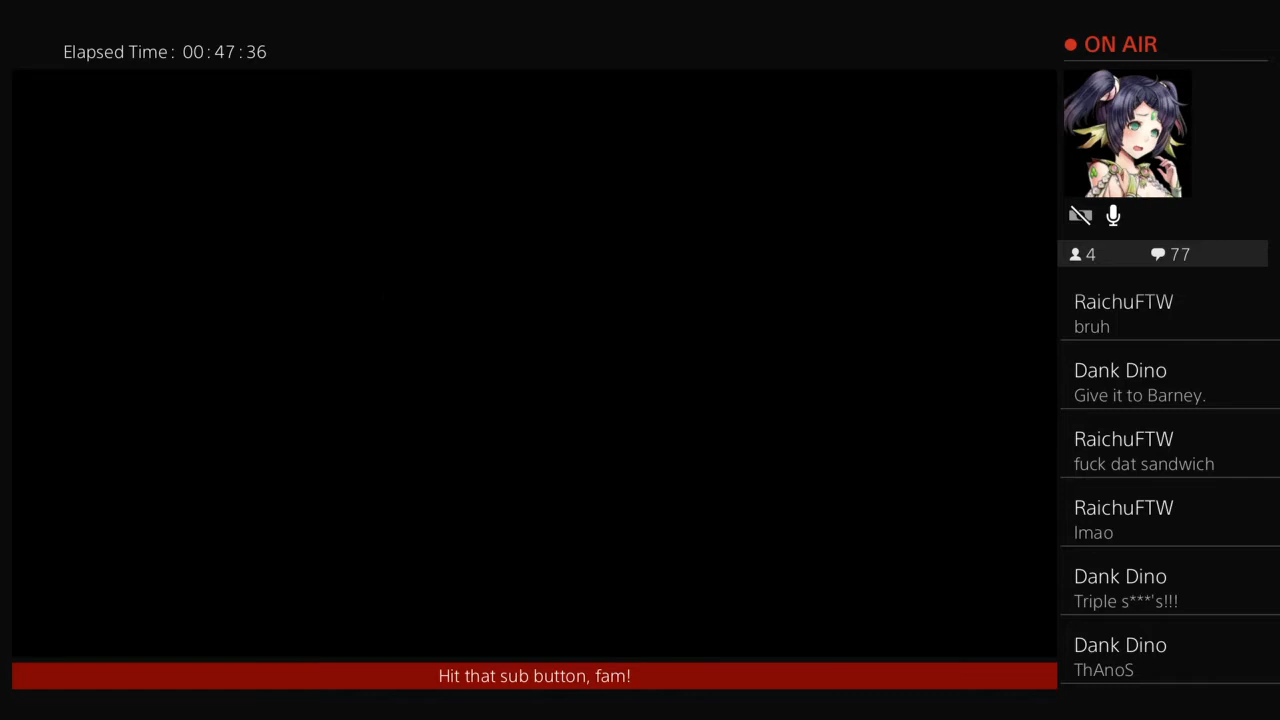 Elapsed Time: 00:47:36
ON AIR
4 77
RaichuFTW
bruh
Dank Dino
Give it to Barney.
RaichuFTW
fuck dat sandwich
RaichuFTW
lmao
Dank Dino
Triple s***'s!!!
Dank Dino
ThAnoS
Hit that sub button, fam!